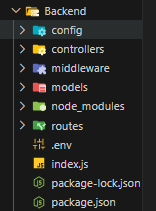 Backend
config
controllers
middleware
models
node_modules
routes
.env
index.js
package-lock.json
package.json